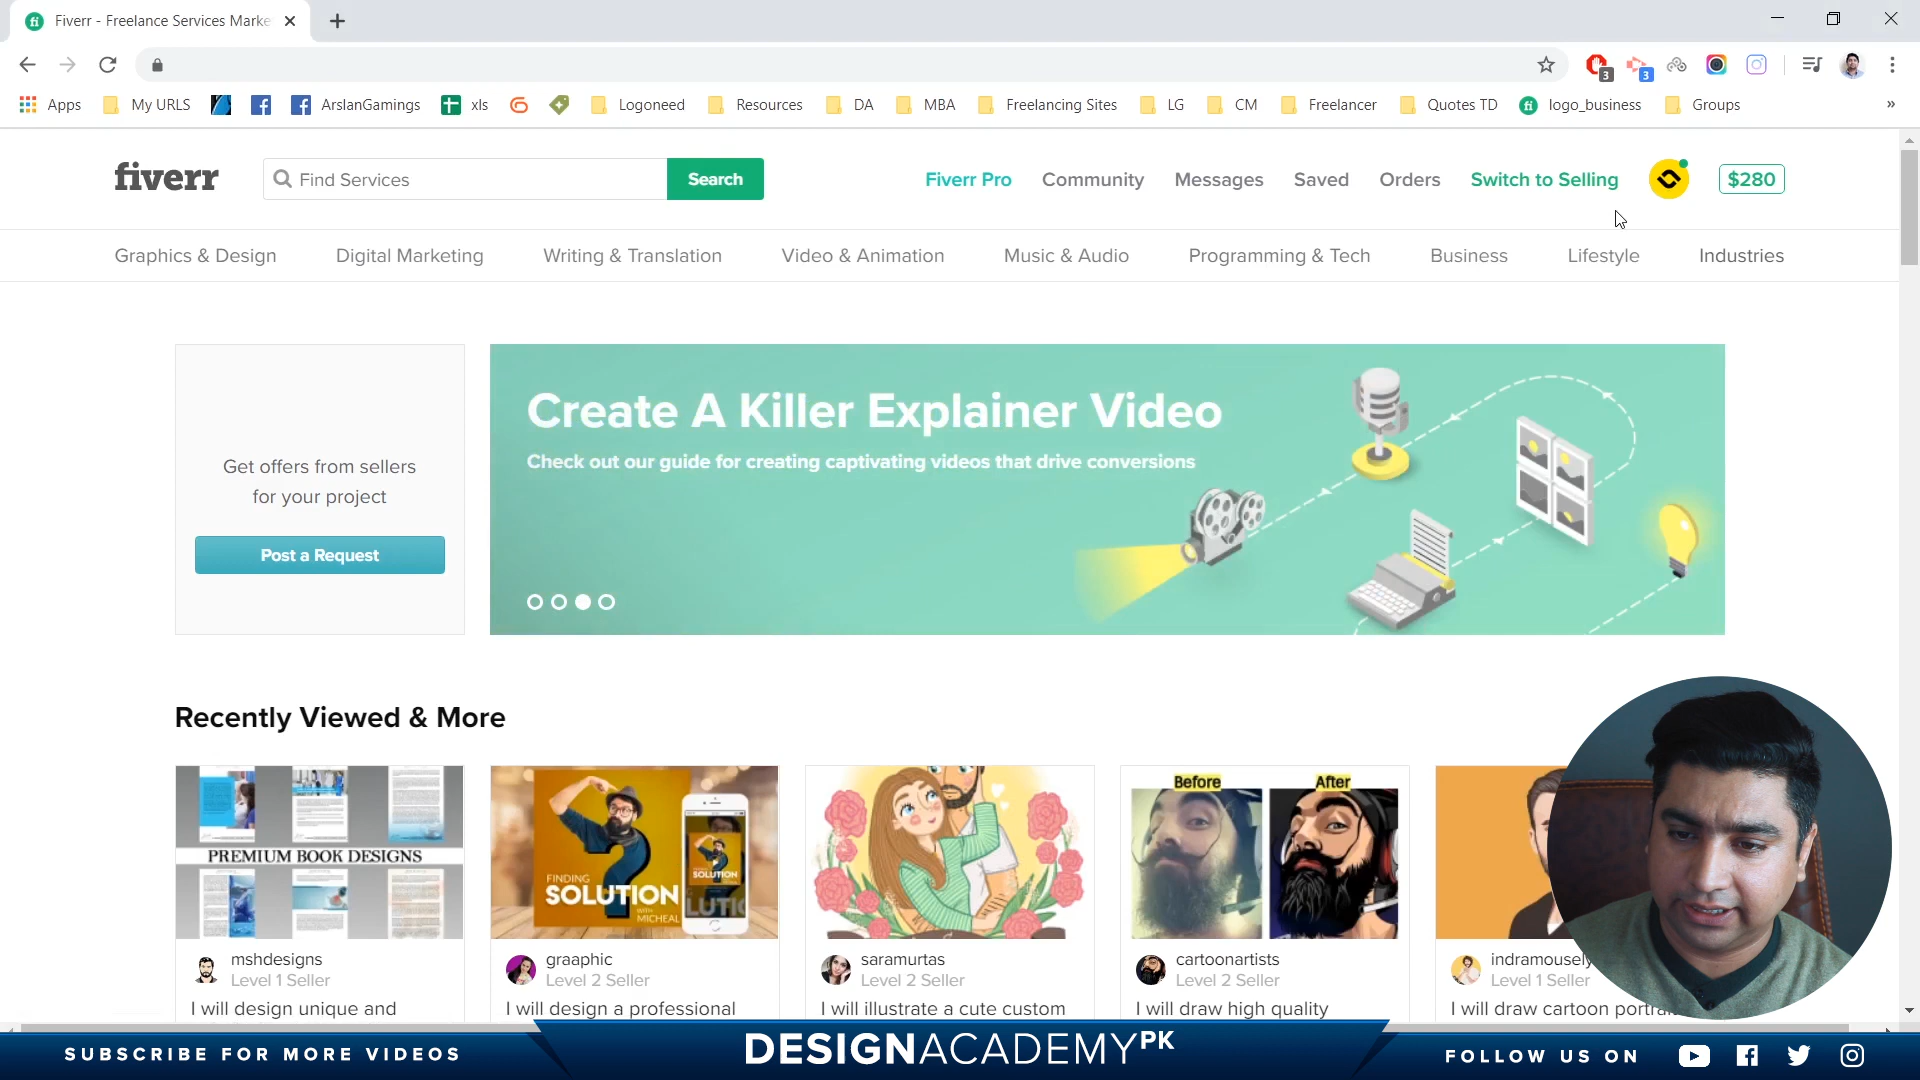 Fiverr - Freelance Services Marke
Apps
My URLS
ArslanGamings
xls
Logoneed
Resources
DA
MBA
Freelancing Sites
LG
CM
Freelancer
Quotes TD
logo_business
Groups
»
fiverr
Find Services
Search
Fiverr Pro
Community
Messages
Saved
Orders
Switch to Selling
$280
Graphics & Design
Digital Marketing
Writing & Translation
Video & Animation
Music & Audio
Programming & Tech
Business
Lifestyle
Industries
Get offers from sellers
for your project
Post a Request
Create A Killer Explainer Video
Check out our guide for creating captivating videos that drive conversions
Recently Viewed & More
PREMIUM BOOK DESIGNS
FINDING
SOLUTION
WITH
MICHEAL
SOLUTION
Before
After
mshdesigns
Level 1 Seller
I will design unique and
graaphic
Level 2 Seller
I will design a professional
saramurtas
Level 2 Seller
I will illustrate a cute custom
cartoonartists
Level 2 Seller
I will draw high quality
indramousely
Level 1 Seller
I will draw cartoon portrait
SUBSCRIBE FOR MORE VIDEOS
DESIGNACADEMYPK
FOLLOW US ON